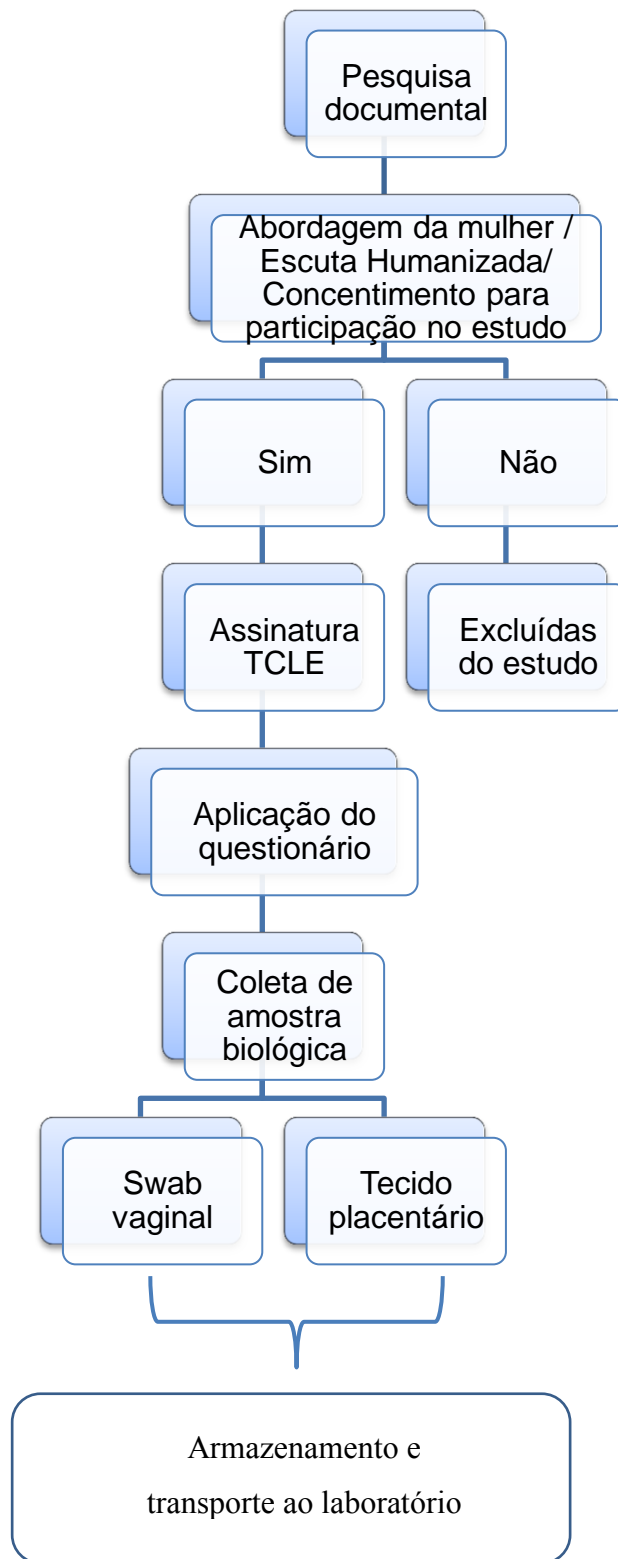 Pesquisa
documental
Abordagem da mulher /
Escuta Humanizada/
Concentimento para
participação no estudo
Sim
Não
Assinatura
TCLE
Excluídas
do estudo
Aplicação do
questionário
Coleta de
amostra
biológica
Swab
vaginal
Tecido
placentário
Armazenamento e
transporte ao laboratório